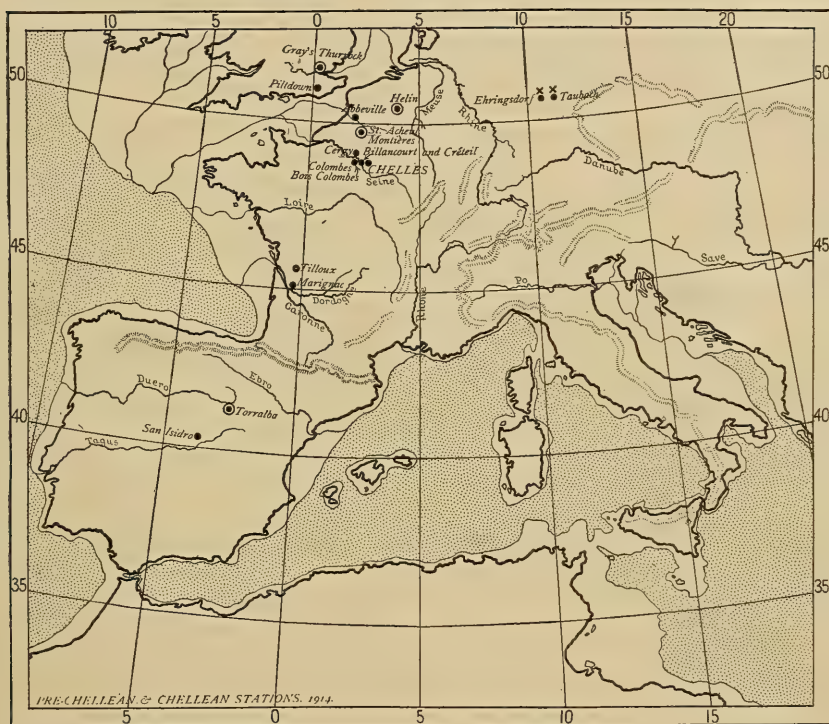 10 5 0 5 10 15 20
50 50
Gray's Thurrock
Piltdown
Helin
Ehringsdorf Taubach
Abbeville
Meuse
Rhine
St. Acheul
Montières
Cergy Billancourt and Créteil
Colombes CHELLES
Bois Colombes
Seine
Danube
Loire
45 45
Tilloux
Marignac
Dordogne
Garonne
Rhone
Po
Save
Duero
Ebro
Torralba
40 40
San Isidro
Tagus
35 35
PRE-CHELLEAN & CHELLEAN STATIONS. 1914.
5 0 5 10 15